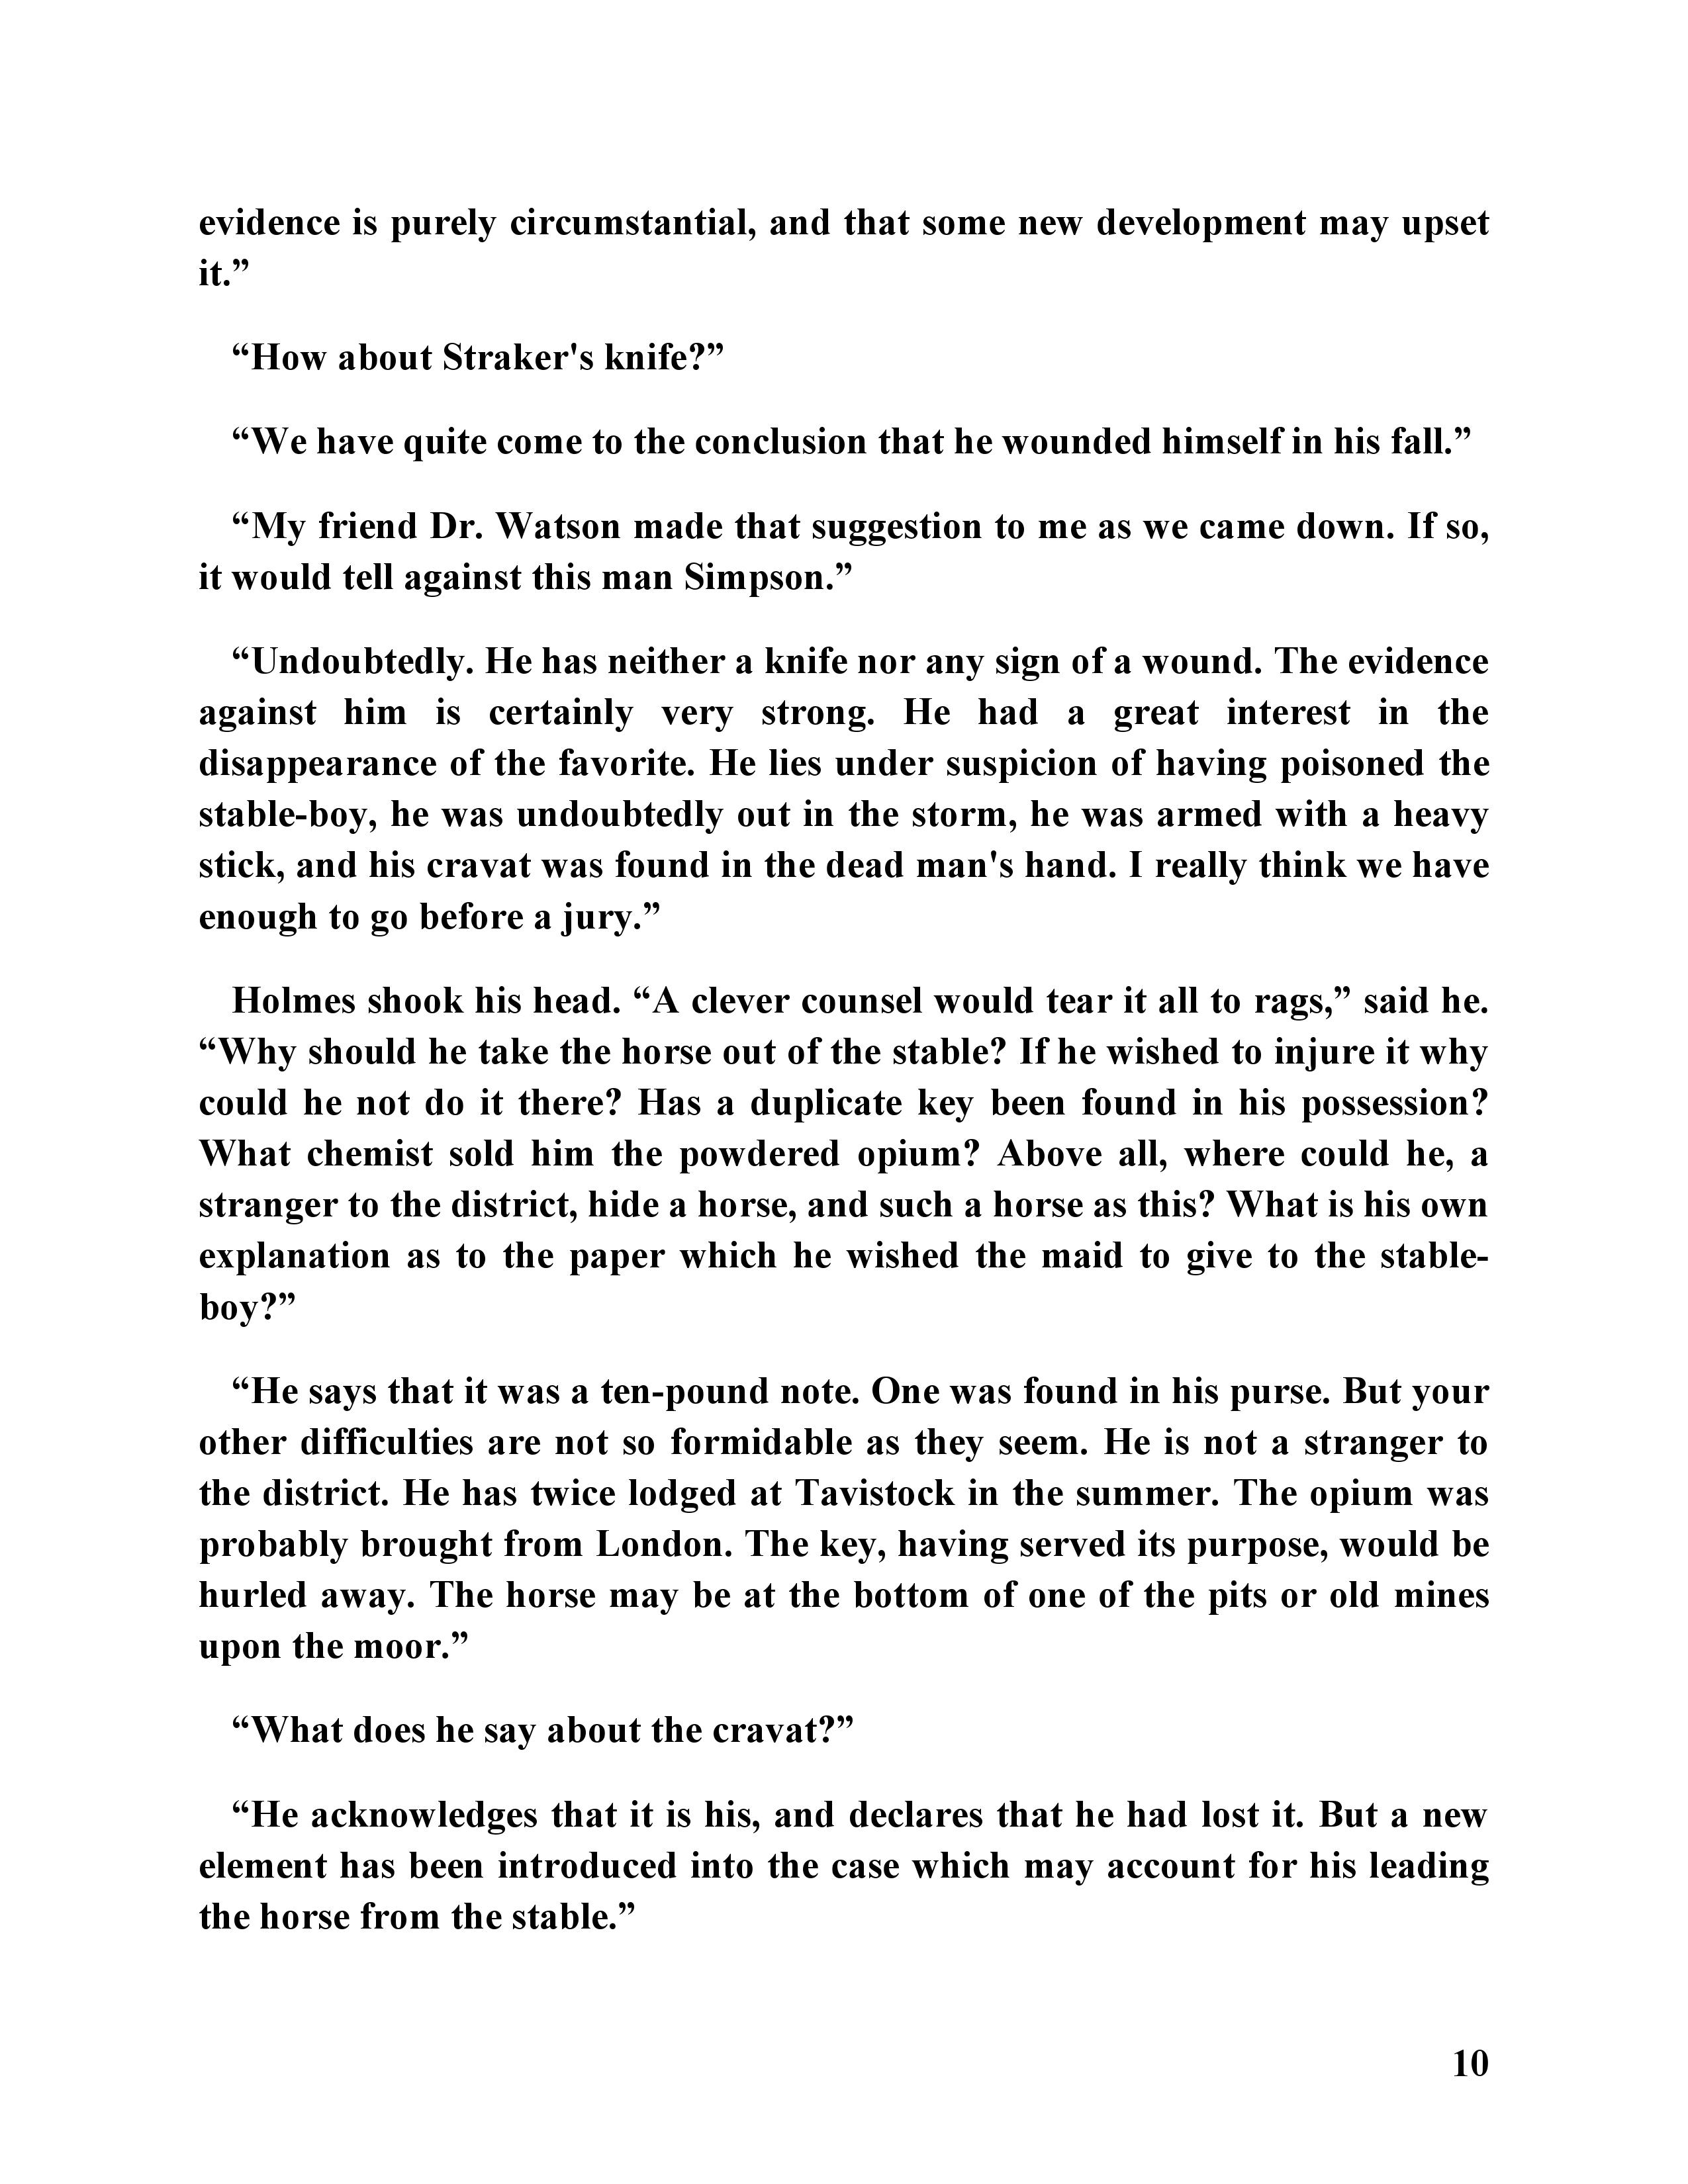 evidence is purely circumstantial, and that some new development may upset
it.”
“How about Straker's knife?”
“We have quite come to the conclusion that he wounded himself in his fall.”
“My friend Dr. Watson made that suggestion to me as we came down. If so,
it would tell against this man Simpson.”
“Undoubtedly. He has neither a knife nor any sign of a wound. The evidence
against him is certainly very strong. He had a great interest in the
disappearance of the favorite. He lies under suspicion of having poisoned the
stable-boy, he was undoubtedly out in the storm, he was armed with a heavy
stick, and his cravat was found in the dead man's hand. I really think we have
enough to go before a jury.”
Holmes shook his head. “A clever counsel would tear it all to rags,” said he.
“Why should he take the horse out of the stable? If he wished to injure it why
could he not do it there? Has a duplicate key been found in his possession?
What chemist sold him the powdered opium? Above all, where could he, a
stranger to the district, hide a horse, and such a horse as this? What is his own
explanation as to the paper which he wished the maid to give to the stable-
boy?”
“He says that it was a ten-pound note. One was found in his purse. But your
other difficulties are not so formidable as they seem. He is not a stranger to
the district. He has twice lodged at Tavistock in the summer. The opium was
probably brought from London. The key, having served its purpose, would be
hurled away. The horse may be at the bottom of one of the pits or old mines
upon the moor.”
“What does he say about the cravat?”
“He acknowledges that it is his, and declares that he had lost it. But a new
element has been introduced into the case which may account for his leading
the horse from the stable.”
10